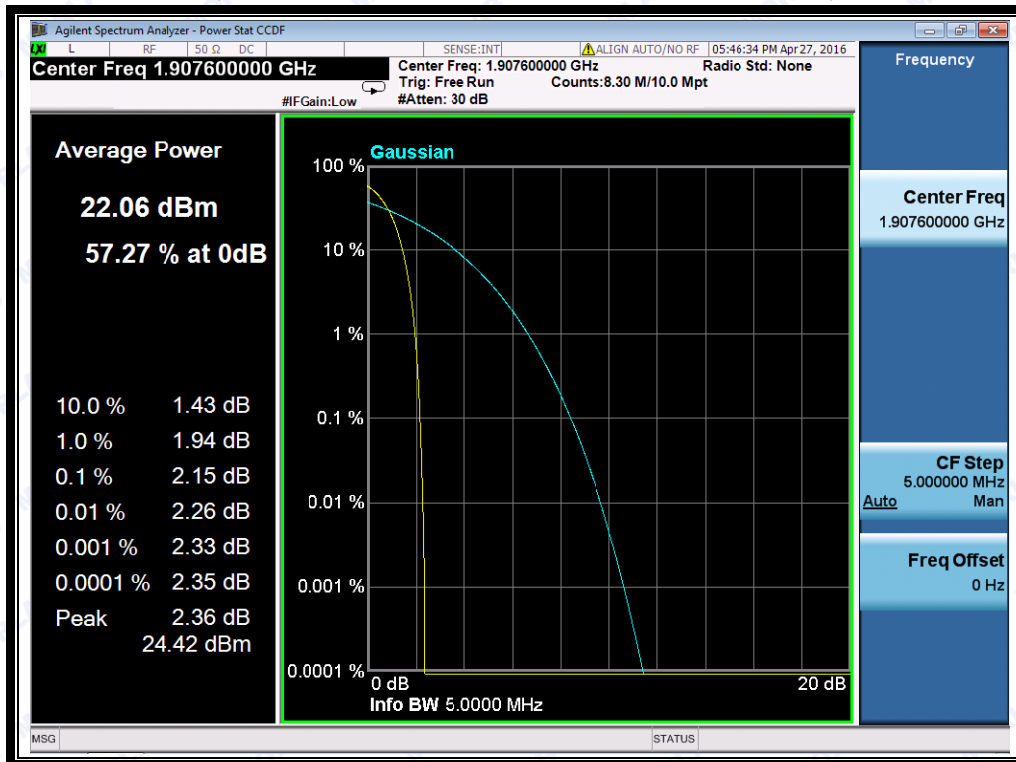 Agilent Spectrum Analyzer - Power Stat CCDF
LXI L RF 50 Ω DC SENSE:INT ALIGN AUTO/NO RF 05:46:34 PM Apr 27, 2016
Center Freq 1.907600000 GHz
Center Freq: 1.907600000 GHz Radio Std: None
Trig: Free Run Counts:8.30 M/10.0 Mpt
#IFGain:Low #Atten: 30 dB
Average Power
22.06 dBm
57.27 % at 0dB
10.0 % 1.43 dB
1.0 % 1.94 dB
0.1 % 2.15 dB
0.01 % 2.26 dB
0.001 % 2.33 dB
0.0001 % 2.35 dB
Peak 2.36 dB
24.42 dBm
Gaussian
100 %
10 %
1 %
0.1 %
0.01 %
0.001 %
0.0001 %
0 dB 20 dB
Info BW 5.0000 MHz
Frequency
Center Freq
1.907600000 GHz
CF Step
5.000000 MHz
Auto Man
Freq Offset
0 Hz
MSG STATUS